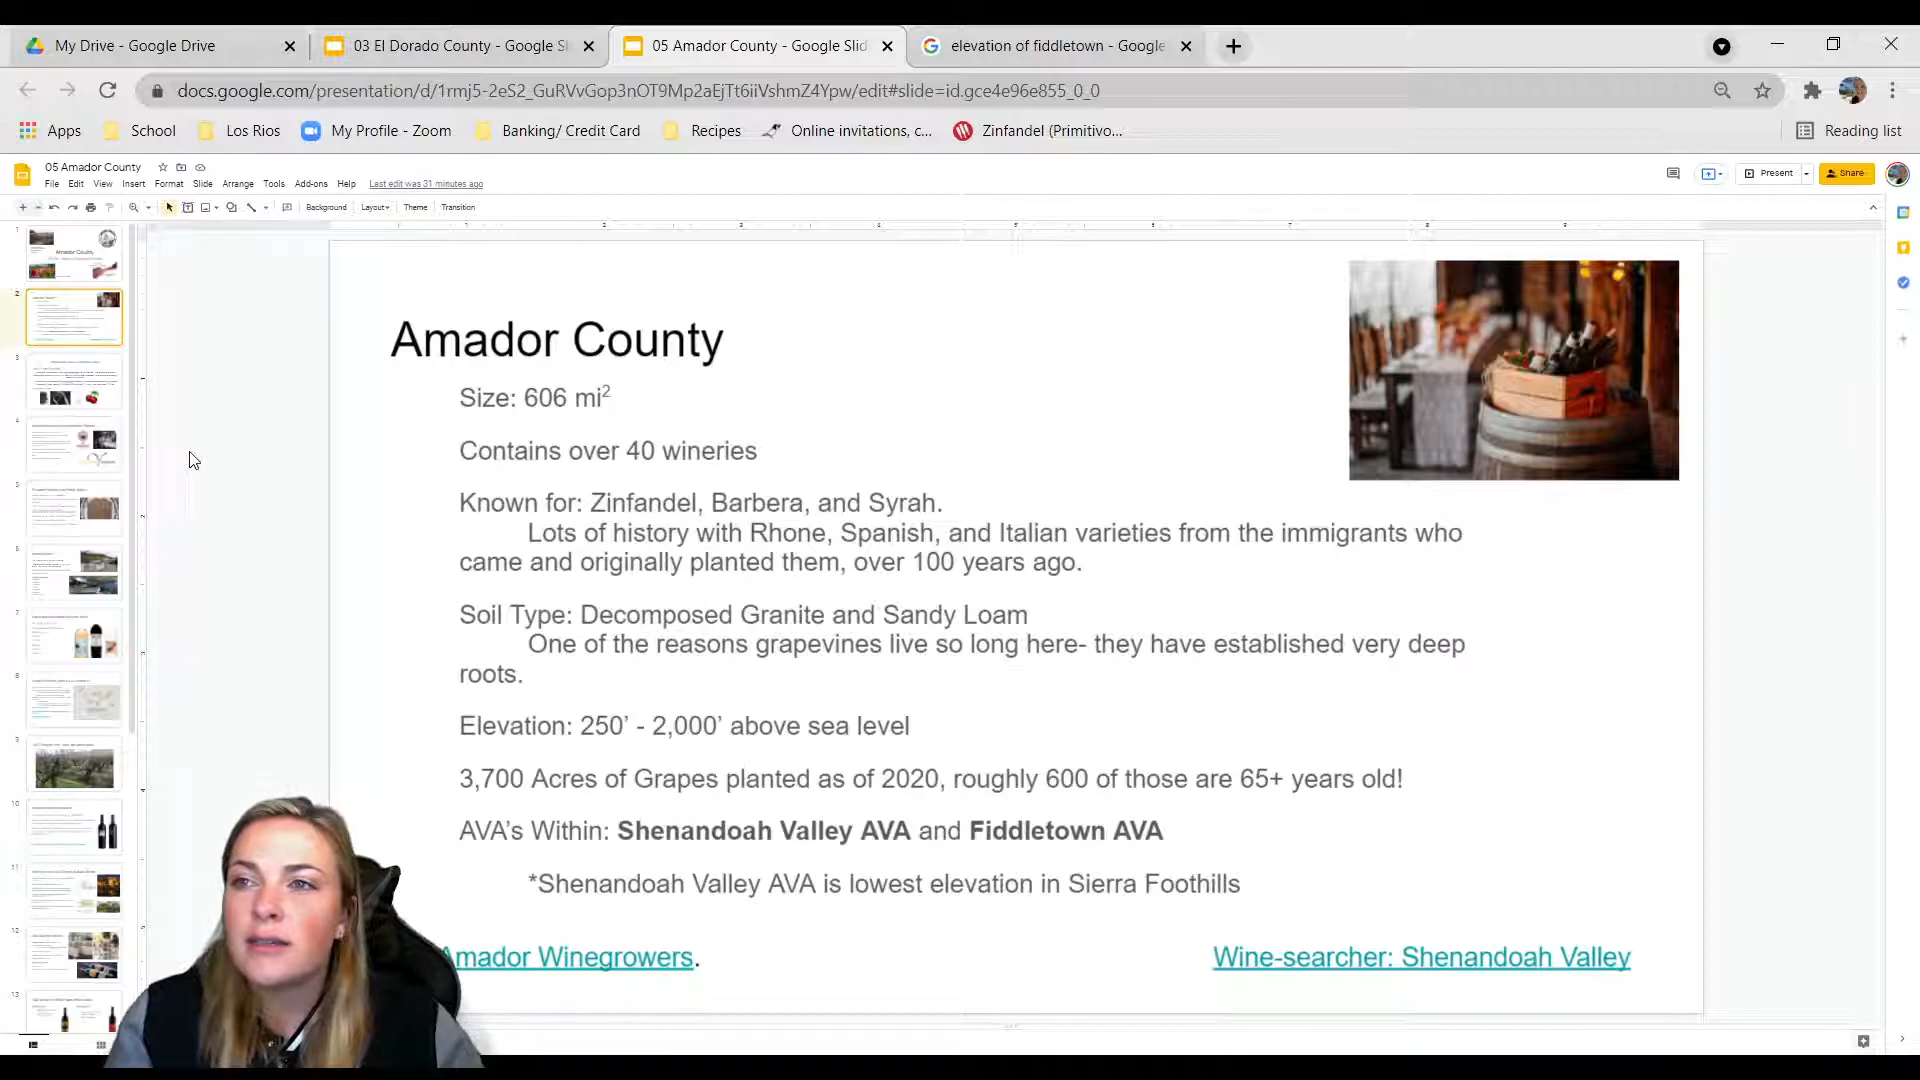 My Drive - Google Drive
03 El Dorado County - Google Sl
05 Amador County - Google Slid
elevation of fiddletown - Google
docs.google.com/presentation/d/1rmj5-2eS2_GuRVvGop3nOT9Mp2aEjTt6iiVshmZ4Ypw/edit#slide=id.gce4e96e855_0_0
Apps
School
Los Rios
My Profile - Zoom
Banking/ Credit Card
Recipes
Online invitations, c...
Zinfandel (Primitivo...
Reading list
05 Amador County
File Edit View Insert Format Slide Arrange Tools Add-ons Help Last edit was 31 minutes ago
Present
Share
Background Layout Theme Transition
Amador County
Size: 606 mi²
Contains over 40 wineries
Known for: Zinfandel, Barbera, and Syrah.
Lots of history with Rhone, Spanish, and Italian varieties from the immigrants who
came and originally planted them, over 100 years ago.
Soil Type: Decomposed Granite and Sandy Loam
One of the reasons grapevines live so long here- they have established very deep
roots.
Elevation: 250’ - 2,000’ above sea level
3,700 Acres of Grapes planted as of 2020, roughly 600 of those are 65+ years old!
AVA’s Within: Shenandoah Valley AVA and Fiddletown AVA
*Shenandoah Valley AVA is lowest elevation in Sierra Foothills
Amador Winegrowers.
Wine-searcher: Shenandoah Valley